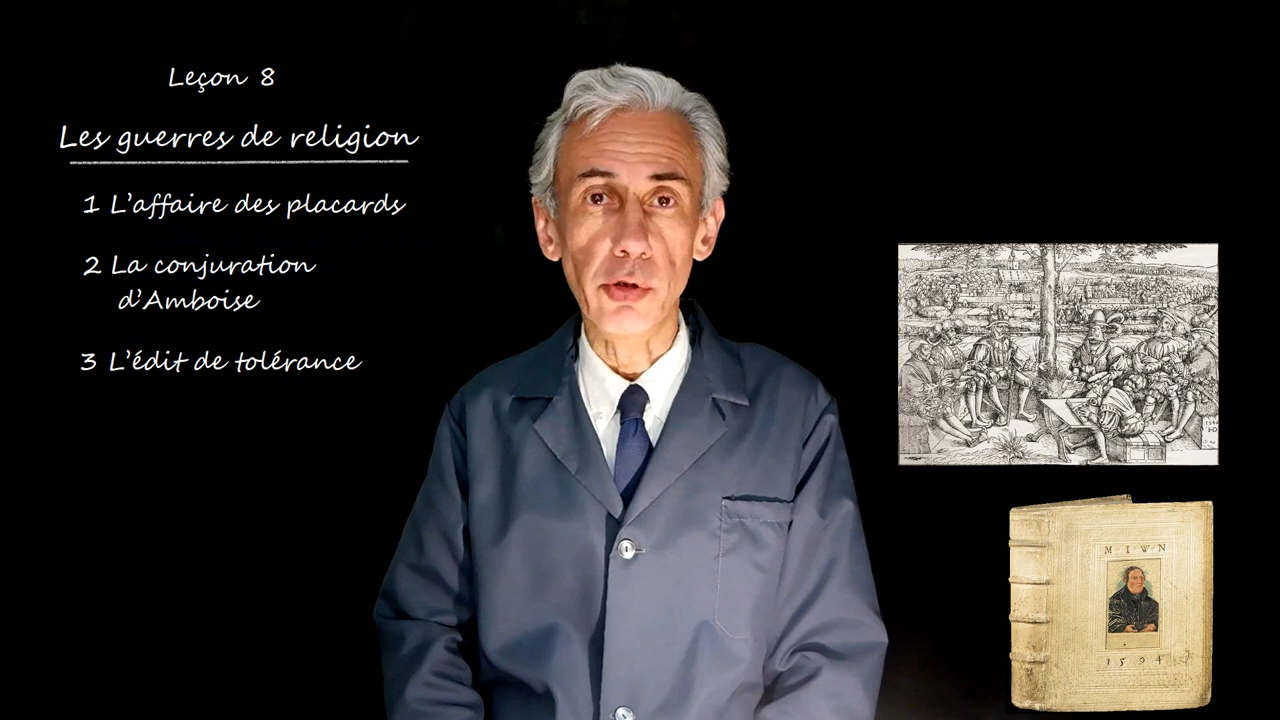 Leçon 8
Les guerres de religion
1 L'affaire des placards
2 La conjuration
d'Amboise
3 L'édit de tolérance
M I W N
1594